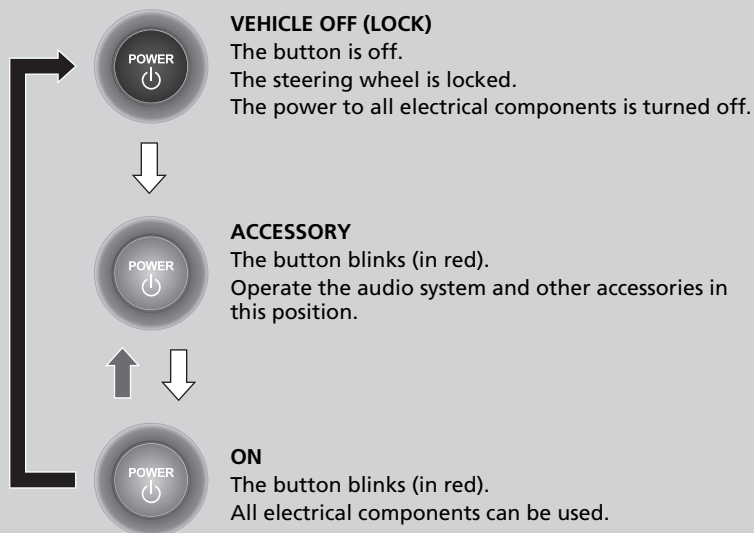 VEHICLE OFF (LOCK)
POWER
The button is off.
The steering wheel is locked.
The power to all electrical components is turned off.
ACCESSORY
POWER
The button blinks (in red).
Operate the audio system and other accessories in
this position.
ON
POWER
The button blinks (in red).
All electrical components can be used.